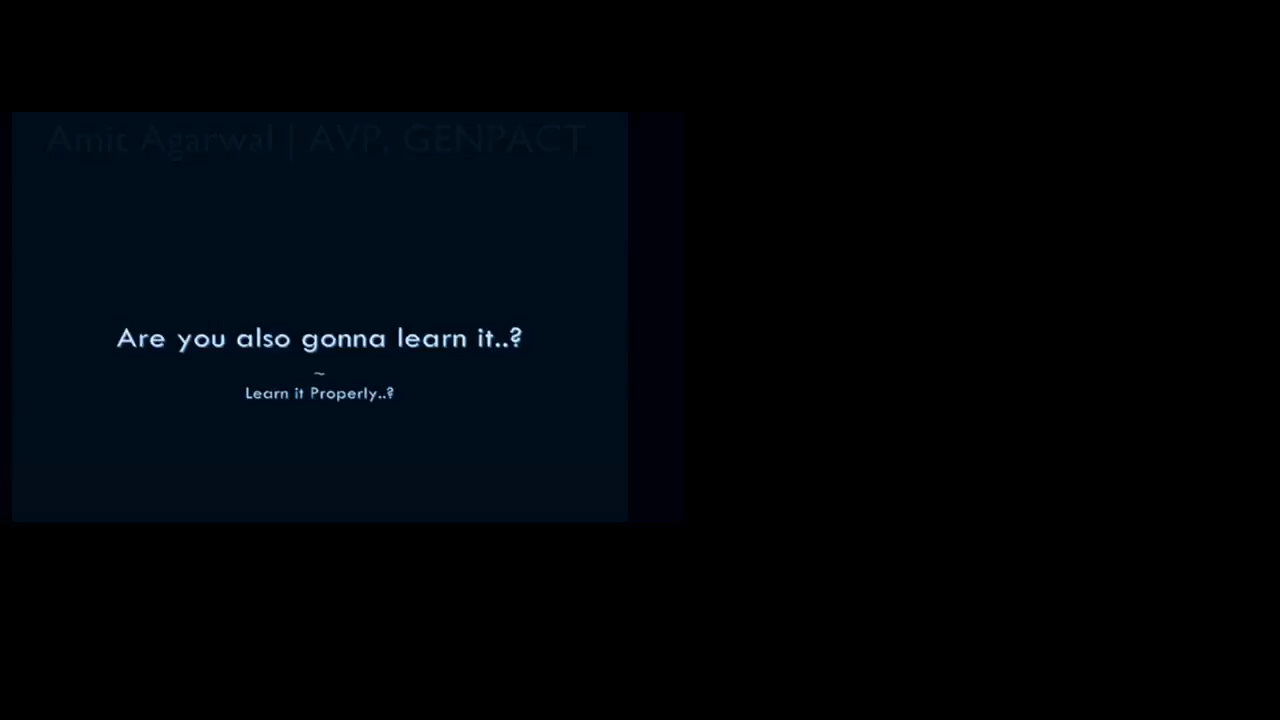 Amit Agarwal | AVP, GENPACT
Are you also gonna learn it..?
~
Learn it Properly..?